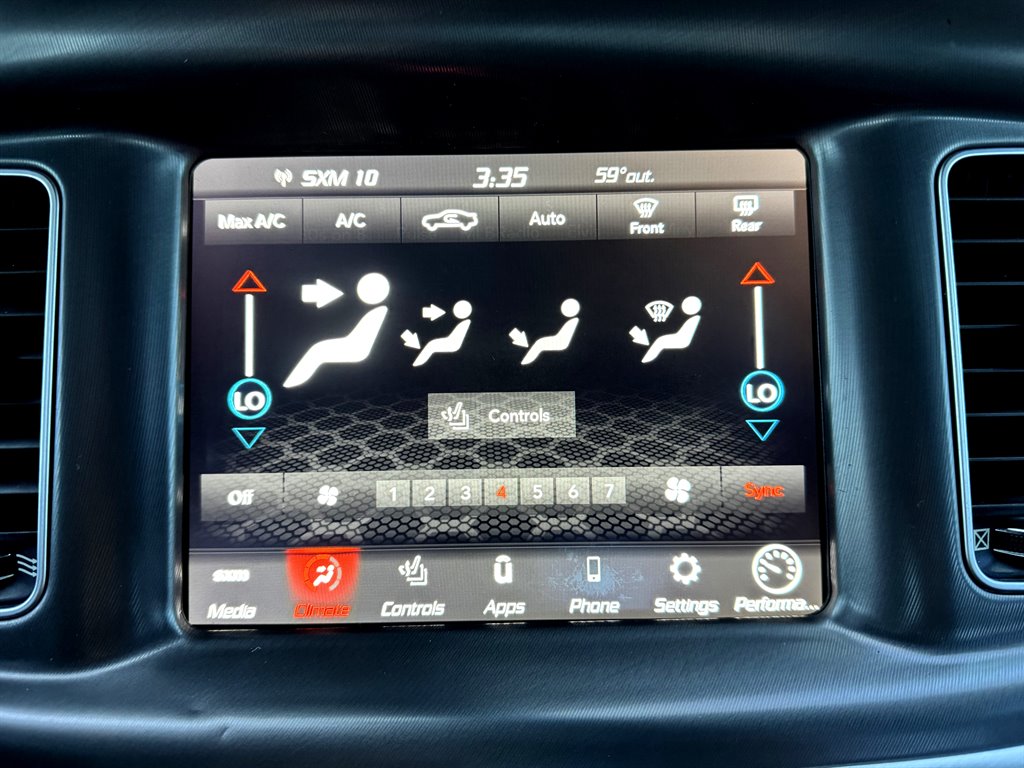 SXM 10 3:35 59°out.
Max A/C A/C Auto Front Rear
LO LO
Controls
Off 1 2 3 4 5 6 7 Sync
Media Climate Controls Apps Phone Settings Performa...